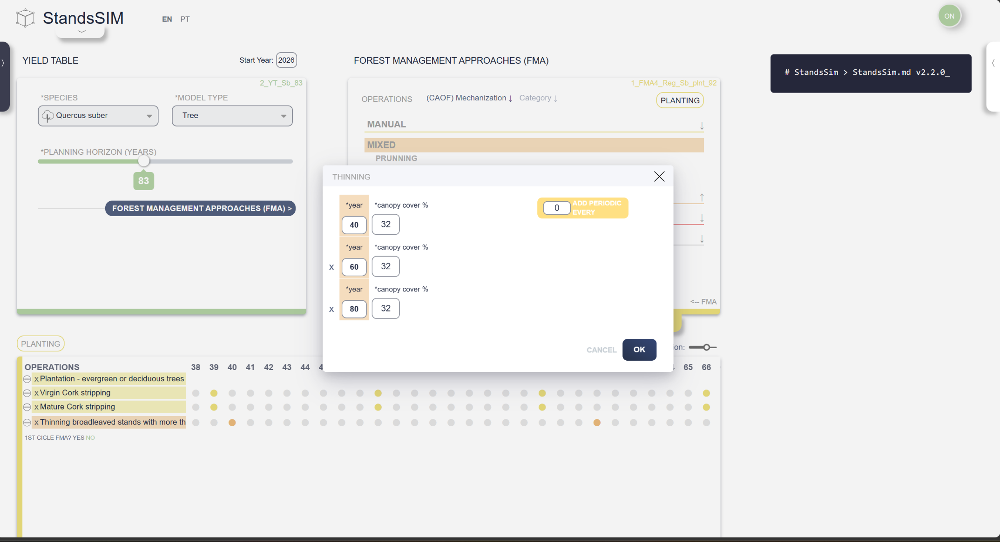 StandsSIM
EN PT
ON
YIELD TABLE
Start Year: 2026
2_YT_Sb_83
*SPECIES
*MODEL TYPE
Quercus suber
Tree
*PLANNING HORIZON (YEARS)
83
FOREST MANAGEMENT APPROACHES (FMA) >
FOREST MANAGEMENT APPROACHES (FMA)
1_FMA4_Reg_Sb_plnt_92
OPERATIONS (CAOF) Mechanization ↓ Category ↓
PLANTING
MANUAL ↓
MIXED
PRUNNING
↑
↓
↓
<-- FMA
# StandsSim > StandsSim.md v2.2.0_
THINNING
*year *canopy cover %
40 32
*year *canopy cover %
X 60 32
*year *canopy cover %
X 80 32
0 ADD PERIODIC
EVERY
CANCEL OK
on:
PLANTING
OPERATIONS 38 39 40 41 42 43 44 65 66
x Plantation - evergreen or deciduous trees
x Virgin Cork stripping
x Mature Cork stripping
x Thinning broadleaved stands with more th
1ST CICLE FMA? YES NO